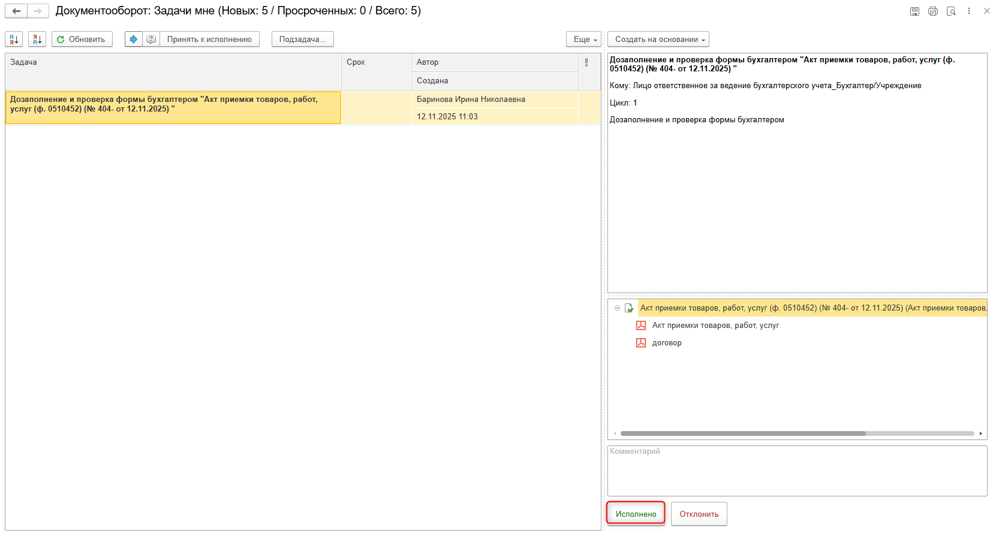 Документооборот: Задачи мне (Новых: 5 / Просроченных: 0 / Всего: 5)
А Я
Я А
Обновить
Принять к исполнению
Подзадача...
Еще
Создать на основании
Задача
Срок
Автор
Создана
Дозаполнение и проверка формы бухгалтером "Акт приемки товаров, работ,
услуг (ф. 0510452) (№ 404- от 12.11.2025) "
Баринова Ирина Николаевна
12.11.2025 11:03
Дозаполнение и проверка формы бухгалтером "Акт приемки товаров, работ, услуг (ф.
0510452) (№ 404- от 12.11.2025) "
Кому: Лицо ответственное за ведение бухгалтерского учета_Бухгалтер/Учреждение
Цикл: 1
Дозаполнение и проверка формы бухгалтером
Акт приемки товаров, работ, услуг (ф. 0510452) (№ 404- от 12.11.2025) (Акт приемки товаров,
Акт приемки товаров, работ, услуг
договор
Комментарий
Исполнено
Отклонить